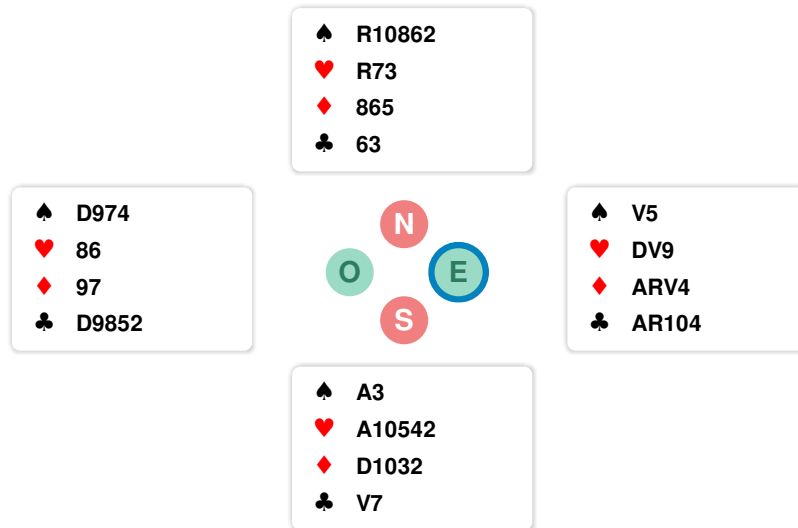 ♠ R10862
♥ R73
♦ 865
♣ 63
♠ D974
♥ 86
♦ 97
♣ D9852
N
O E
S
♠ V5
♥ DV9
♦ ARV4
♣ AR104
♠ A3
♥ A10542
♦ D1032
♣ V7